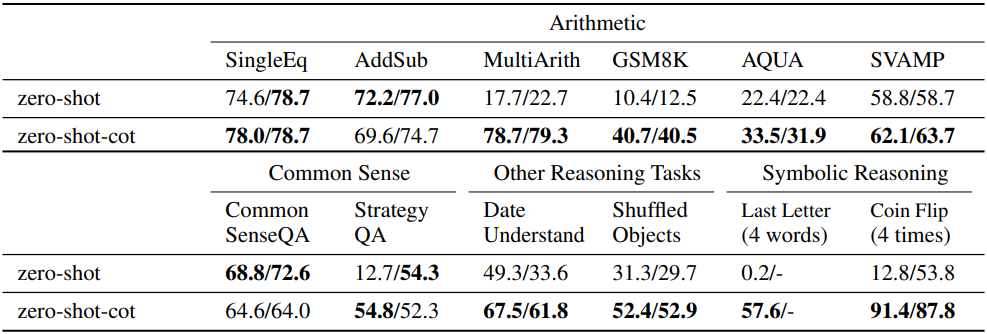 Arithmetic
SingleEq AddSub MultiArith GSM8K AQUA SVAMP
zero-shot 74.6/78.7 72.2/77.0 17.7/22.7 10.4/12.5 22.4/22.4 58.8/58.7
zero-shot-cot 78.0/78.7 69.6/74.7 78.7/79.3 40.7/40.5 33.5/31.9 62.1/63.7
Common Sense Other Reasoning Tasks Symbolic Reasoning
Common Strategy Date Shuffled Last Letter Coin Flip
SenseQA QA Understand Objects (4 words) (4 times)
zero-shot 68.8/72.6 12.7/54.3 49.3/33.6 31.3/29.7 0.2/- 12.8/53.8
zero-shot-cot 64.6/64.0 54.8/52.3 67.5/61.8 52.4/52.9 57.6/- 91.4/87.8